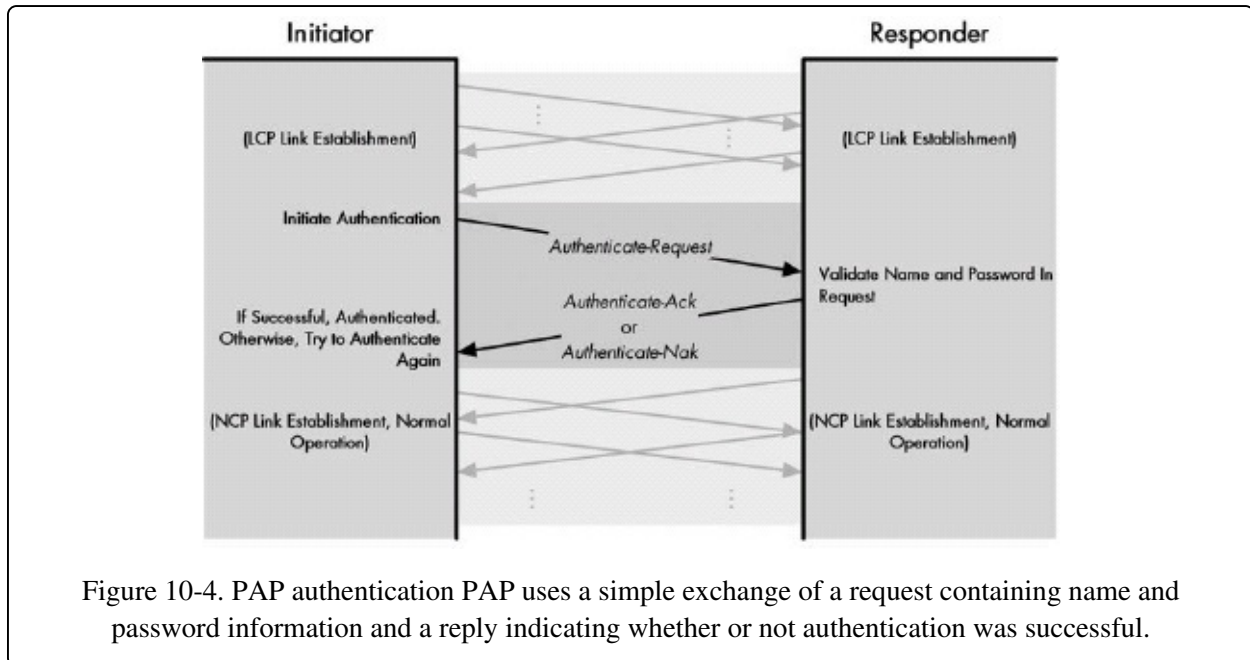 Initiator
Responder
(LCP Link Establishment)
(LCP Link Establishment)
Initiate Authentication
Authenticate-Request
Validate Name and Password In
Request
Authenticate-Ack
or
Authenticate-Nak
If Successful, Authenticated.
Otherwise, Try to Authenticate
Again
(NCP Link Establishment, Normal
Operation)
(NCP Link Establishment, Normal
Operation)
Figure 10-4. PAP authentication PAP uses a simple exchange of a request containing name and
password information and a reply indicating whether or not authentication was successful.